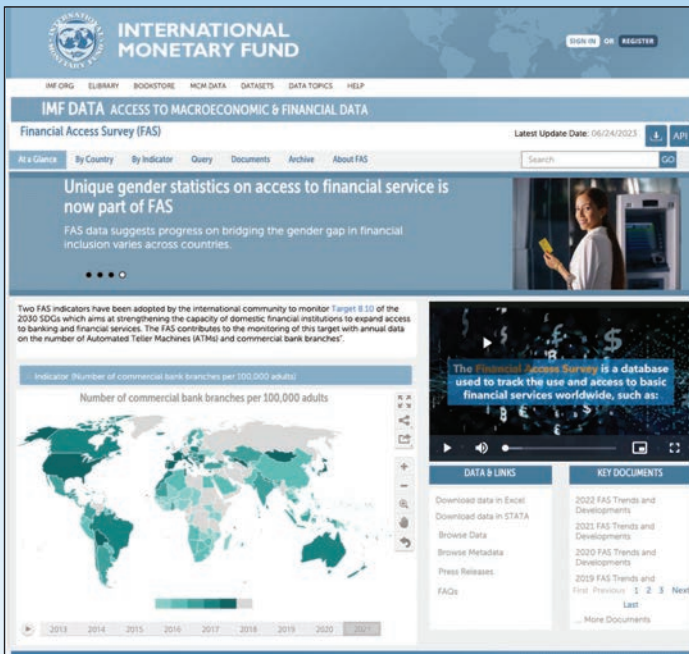 INTERNATIONAL
MONETARY FUND
SIGN IN OR REGISTER
IMF.ORG ELIBRARY BOOKSTORE MCM DATA DATASETS DATA TOPICS HELP
IMF DATA ACCESS TO MACROECONOMIC & FINANCIAL DATA
Financial Access Survey (FAS)
Latest Update Date: 06/24/2023
API
At a Glance By Country By Indicator Query Documents Archive About FAS
Search GO
Unique gender statistics on access to financial service is
now part of FAS
FAS data suggests progress on bridging the gender gap in financial
inclusion varies across countries.
Two FAS indicators have been adopted by the international community to monitor Target 8.10 of the
2030 SDGs which aims at strengthening the capacity of domestic financial institutions to expand access
to banking and financial services. The FAS contributes to the monitoring of this target with annual data
on the number of Automated Teller Machines (ATMs) and commercial bank branches".
Indicator (Number of commercial bank branches per 100,000 adults)
Number of commercial bank branches per 100,000 adults
2013 2014 2015 2016 2017 2018 2019 2020 2021
The Financial Access Survey is a database
used to track the use and access to basic
financial services worldwide, such as:
DATA & LINKS
Download data in Excel
Download data in STATA
Browse Data
Browse Metadata
Press Releases
FAQs
KEY DOCUMENTS
2022 FAS Trends and
Developments
2021 FAS Trends and
Developments
2020 FAS Trends and
Developments
2019 FAS Trends and
First Previous 1 2 3 Next
Last
... More Documents